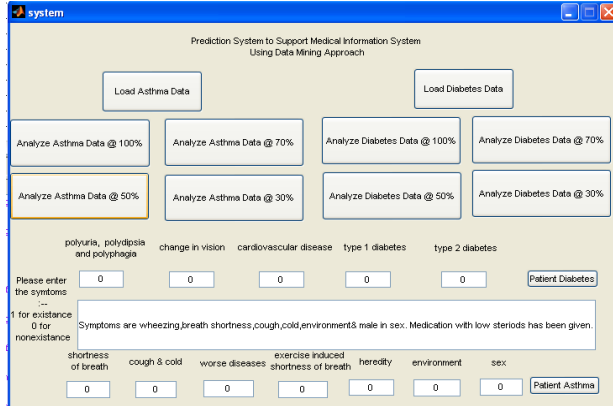 system
Prediction System to Support Medical Information System
Using Data Mining Approach
Load Asthma Data
Load Diabetes Data
Analyze Asthma Data @ 100%
Analyze Asthma Data @ 70%
Analyze Diabetes Data @ 100%
Analyze Diabetes Data @ 70%
Analyze Asthma Data @ 50%
Analyze Asthma Data @ 30%
Analyze Diabetes Data @ 50%
Analyze Diabetes Data @ 30%
polyuria, polydipsia
and polyphagia
change in vision
cardiovascular disease
type 1 diabetes
type 2 diabetes
0
0
0
0
0
Patient Diabetes
Please enter
the symtoms
:--
1 for existance
0 for
nonexistance
Symptoms are wheezing,breath shortness,cough,cold,environment& male in sex. Medication with low steriods has been given.
shortness
of breath
cough & cold
worse diseases
exercise induced
shortness of breath
heredity
environment
sex
0
0
0
0
0
0
0
Patient Asthma